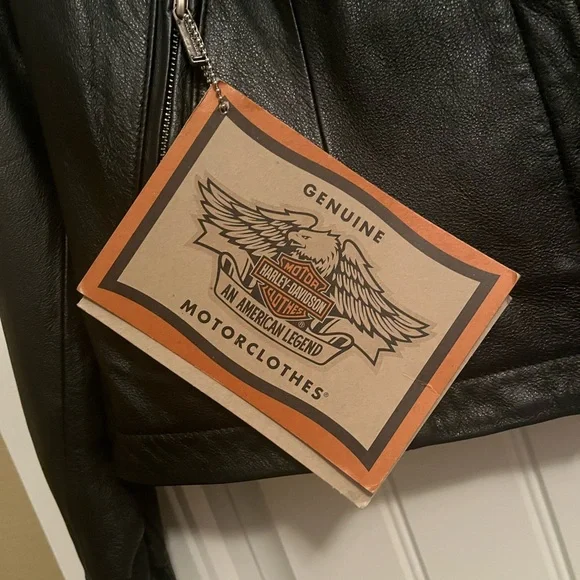 GENUINE
MOTOR
HARLEY-DAVIDSON
CLOTHES
AN AMERICAN LEGEND
MOTORCLOTHES®